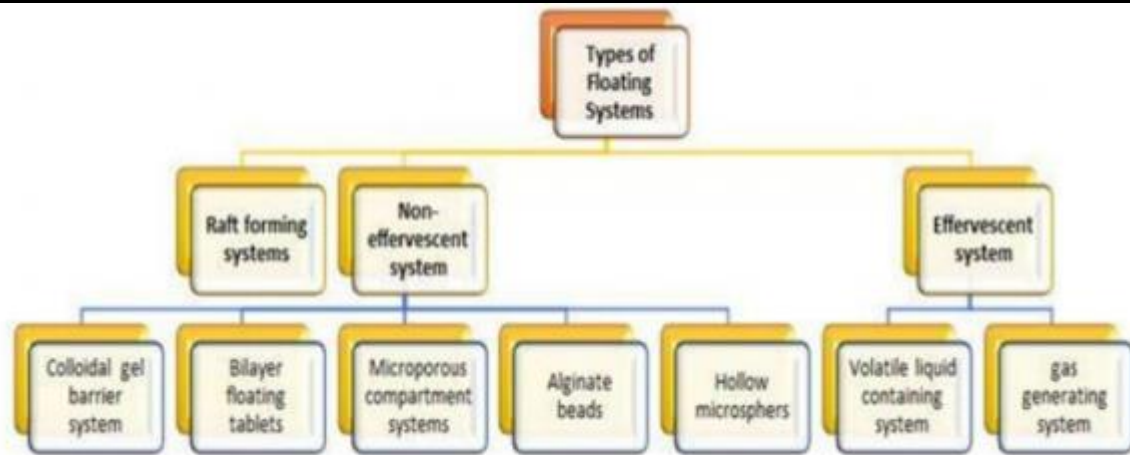 Types of
Floating
Systems
Raft forming
systems
Non-
effervescent
system
Effervescent
system
Colloidal gel
barrier
system
Bilayer
floating
tablets
Microporous
compartment
systems
Alginate
beads
Hollow
microsphers
Volatile liquid
containing
system
gas
generating
system